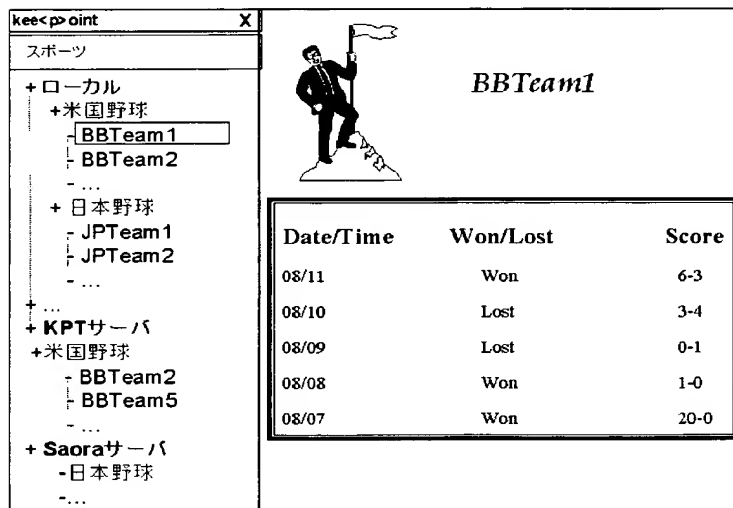 kee<p>oint X
スポーツ
+ ローカル
+米国野球
- BBTeam1
- BBTeam2
- ...
+ 日本野球
- JPTeam1
- JPTeam2
- ...
+ ...
+ KPTサーバ
+米国野球
- BBTeam2
- BBTeam5
- ...
+ Saoraサーバ
-日本野球
-...
BBTeam1
Date/Time Won/Lost Score
08/11 Won 6-3
08/10 Lost 3-4
08/09 Lost 0-1
08/08 Won 1-0
08/07 Won 20-0